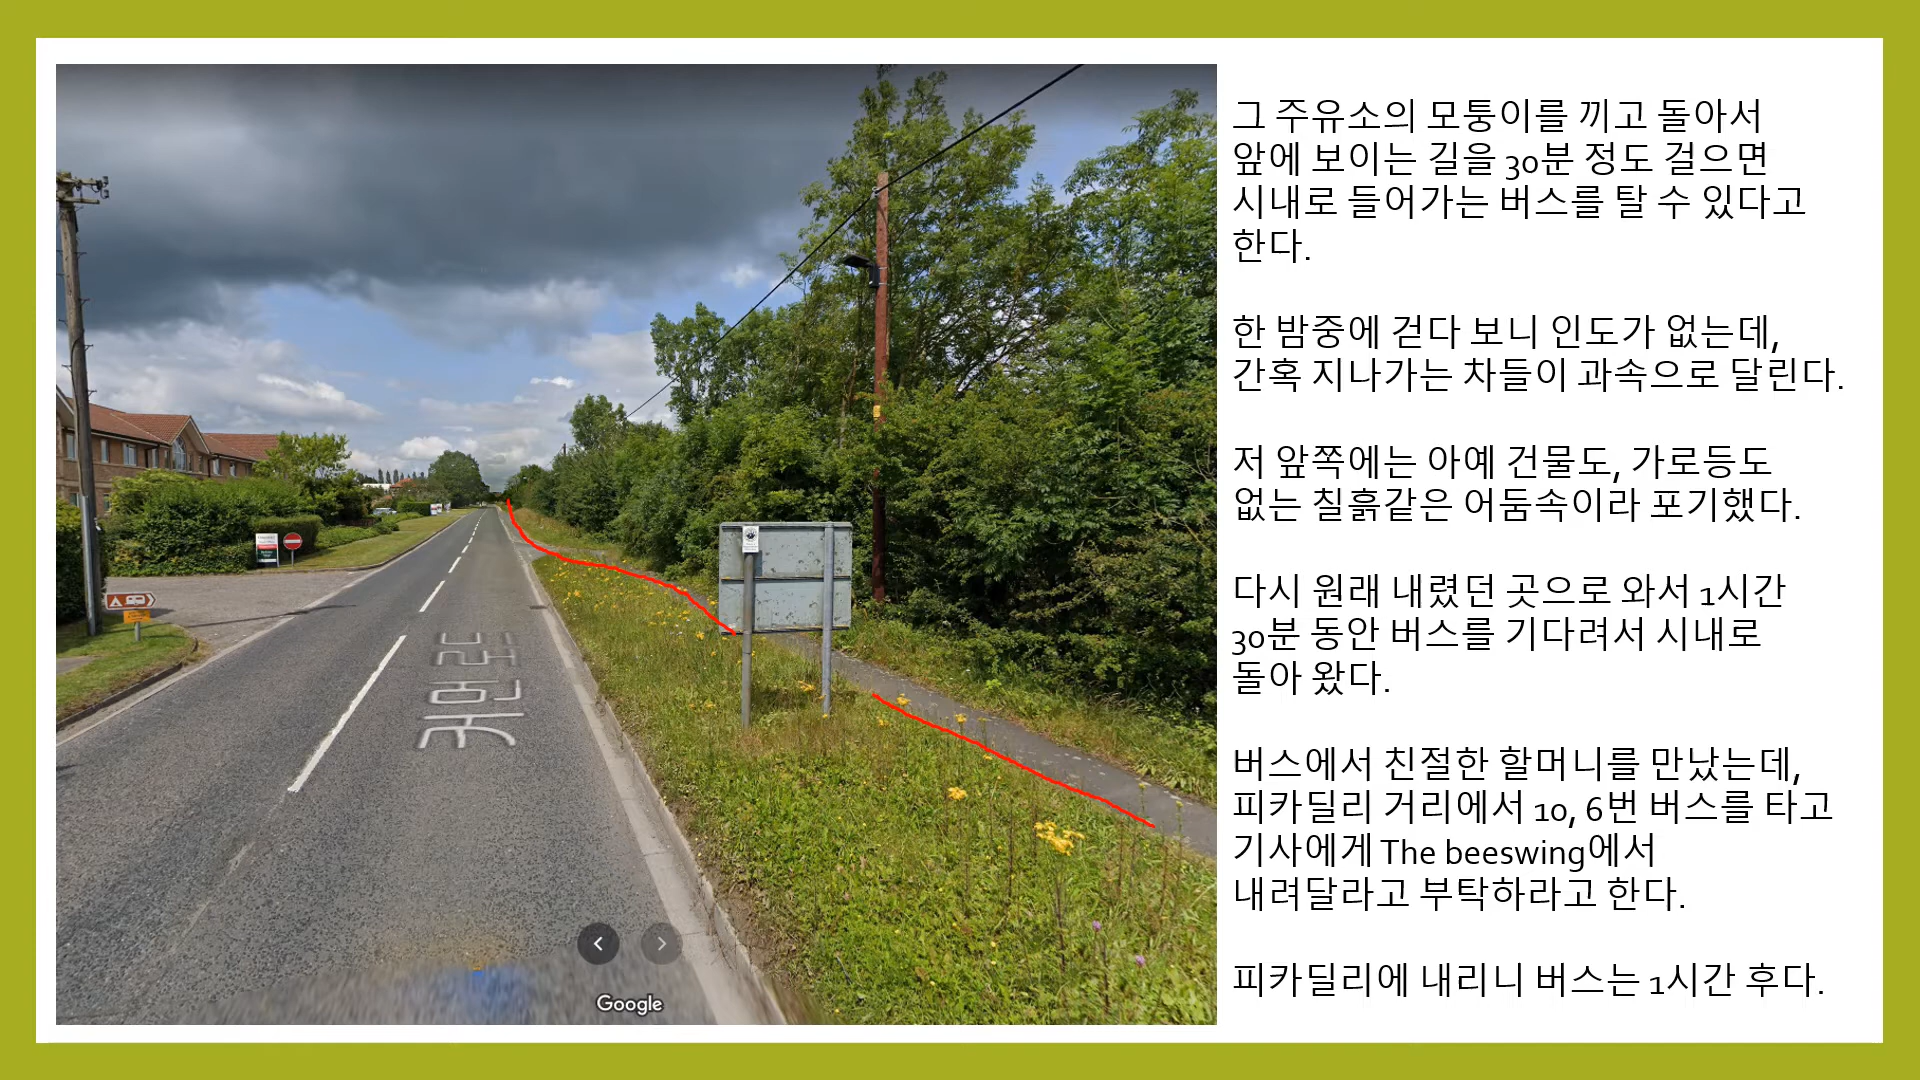 그 주유소의 모퉁이를 끼고 돌아서
앞에 보이는 길을 30분 정도 걸으면
시내로 들어가는 버스를 탈 수 있다고
한다.
한 밤중에 걷다 보니 인도가 없는데,
간혹 지나가는 차들이 과속으로 달린다.
저 앞쪽에는 아예 건물도, 가로등도
없는 칠흙같은 어둠속이라 포기했다.
다시 원래 내렸던 곳으로 와서 1시간
30분 동안 버스를 기다려서 시내로
돌아 왔다.
버스에서 친절한 할머니를 만났는데,
피카딜리 거리에서 10, 6번 버스를 타고
기사에게 The beeswing에서
내려달라고 부탁하라고 한다.
피카딜리에 내리니 버스는 1시간 후다.
Google